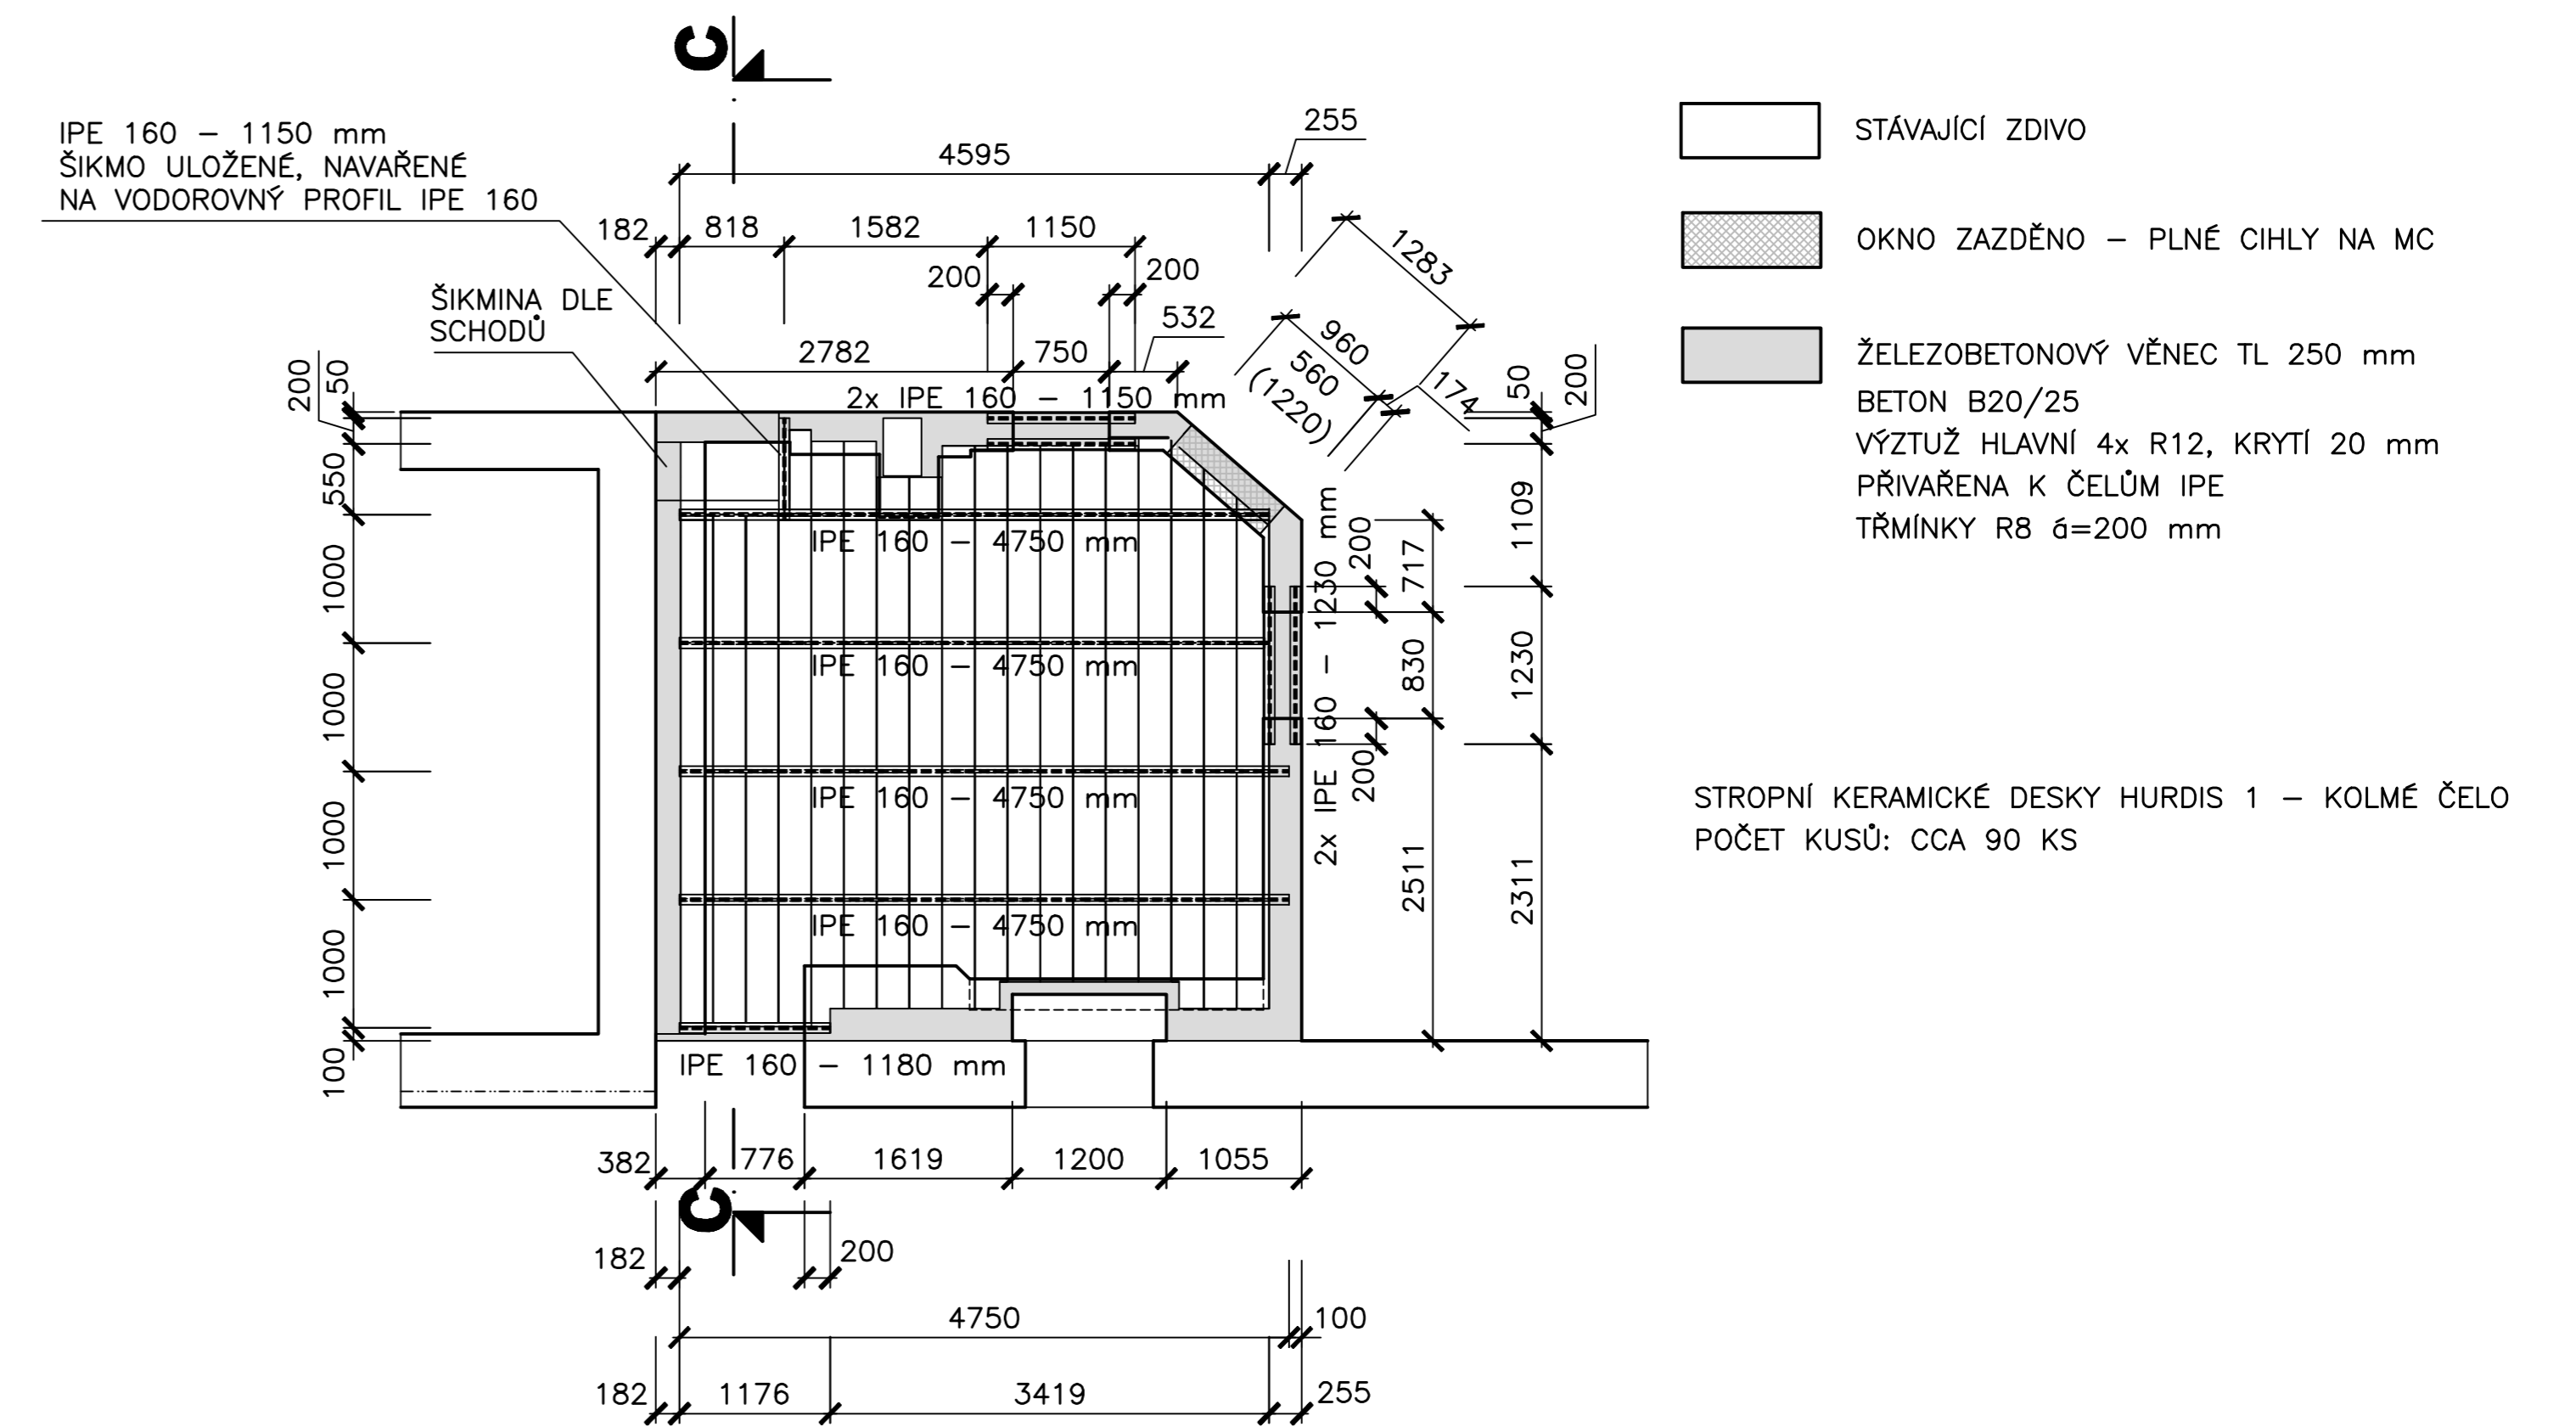 C
IPE 160 – 1150 mm
ŠIKMO ULOŽENÉ, NAVAŘENÉ
NA VODOROVNÝ PROFIL IPE 160
ŠIKMINA DLE
SCHODŮ
255
4595
182 818 1582 1150
200 200
532
2782 750
2x IPE 160 – 1150 mm
1283
960
560
(1220)
174
200
50
550
1000
1000
1000
1000
100
50
200
1109
1230
2311
200
717
830
200
2511
2x IPE 160 – 1230 mm
IPE 160 – 4750 mm
IPE 160 – 4750 mm
IPE 160 – 4750 mm
IPE 160 – 4750 mm
IPE 160 – 1180 mm
382 776 1619 1200 1055
C
182 200
4750 100
182 1176 3419 255
STÁVAJÍCÍ ZDIVO
OKNO ZAZDĚNO – PLNÉ CIHLY NA MC
ŽELEZOBETONOVÝ VĚNEC TL 250 mm
BETON B20/25
VÝZTUŽ HLAVNÍ 4x R12, KRYTÍ 20 mm
PŘIVAŘENA K ČELŮM IPE
TŘMÍNKY R8 á=200 mm
STROPNÍ KERAMICKÉ DESKY HURDIS 1 – KOLMÉ ČELO
POČET KUSŮ: CCA 90 KS